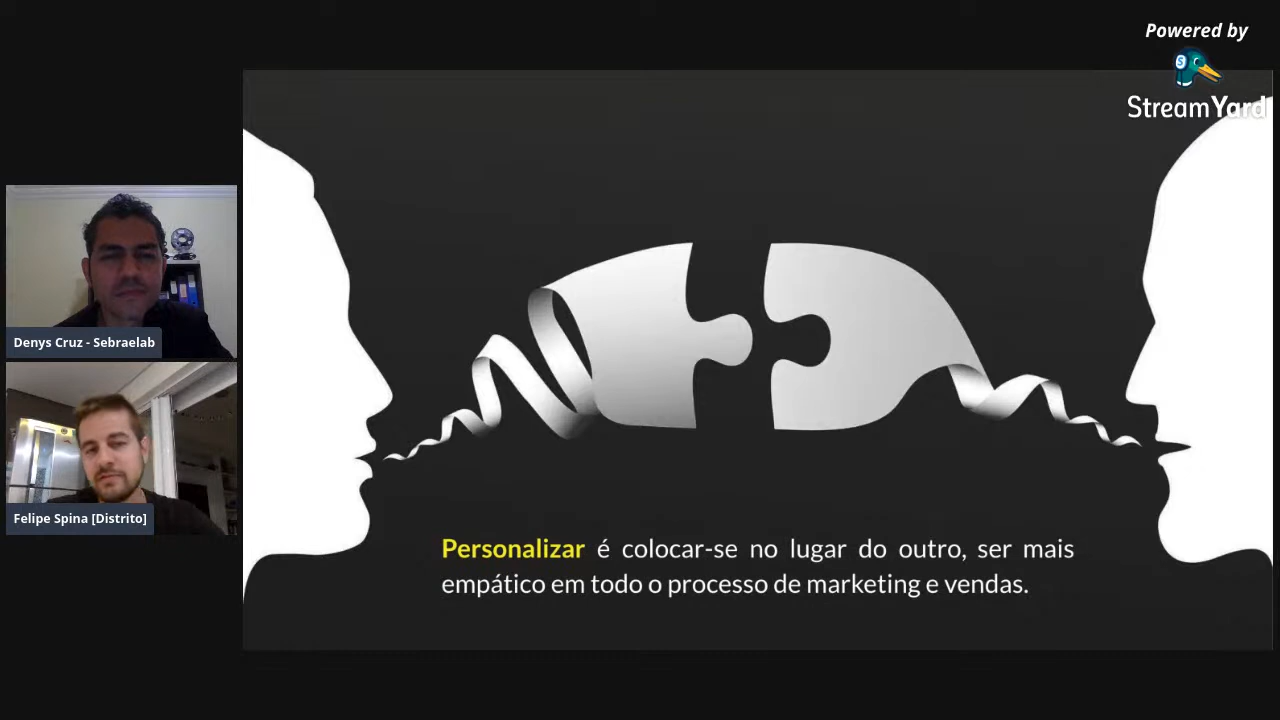 Powered by
StreamYard
Denys Cruz - Sebraelab
Felipe Spina [Distrito]
Personalizar é colocar-se no lugar do outro, ser mais
empático em todo o processo de marketing e vendas.